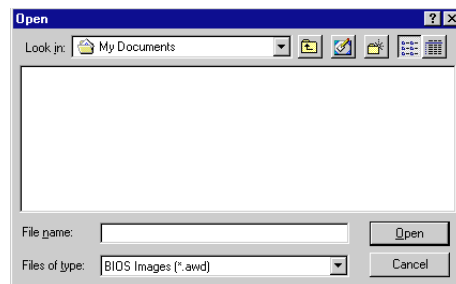 Open
Look in: My Documents
File name:
Open
Files of type: BIOS Images (*.awd)
Cancel